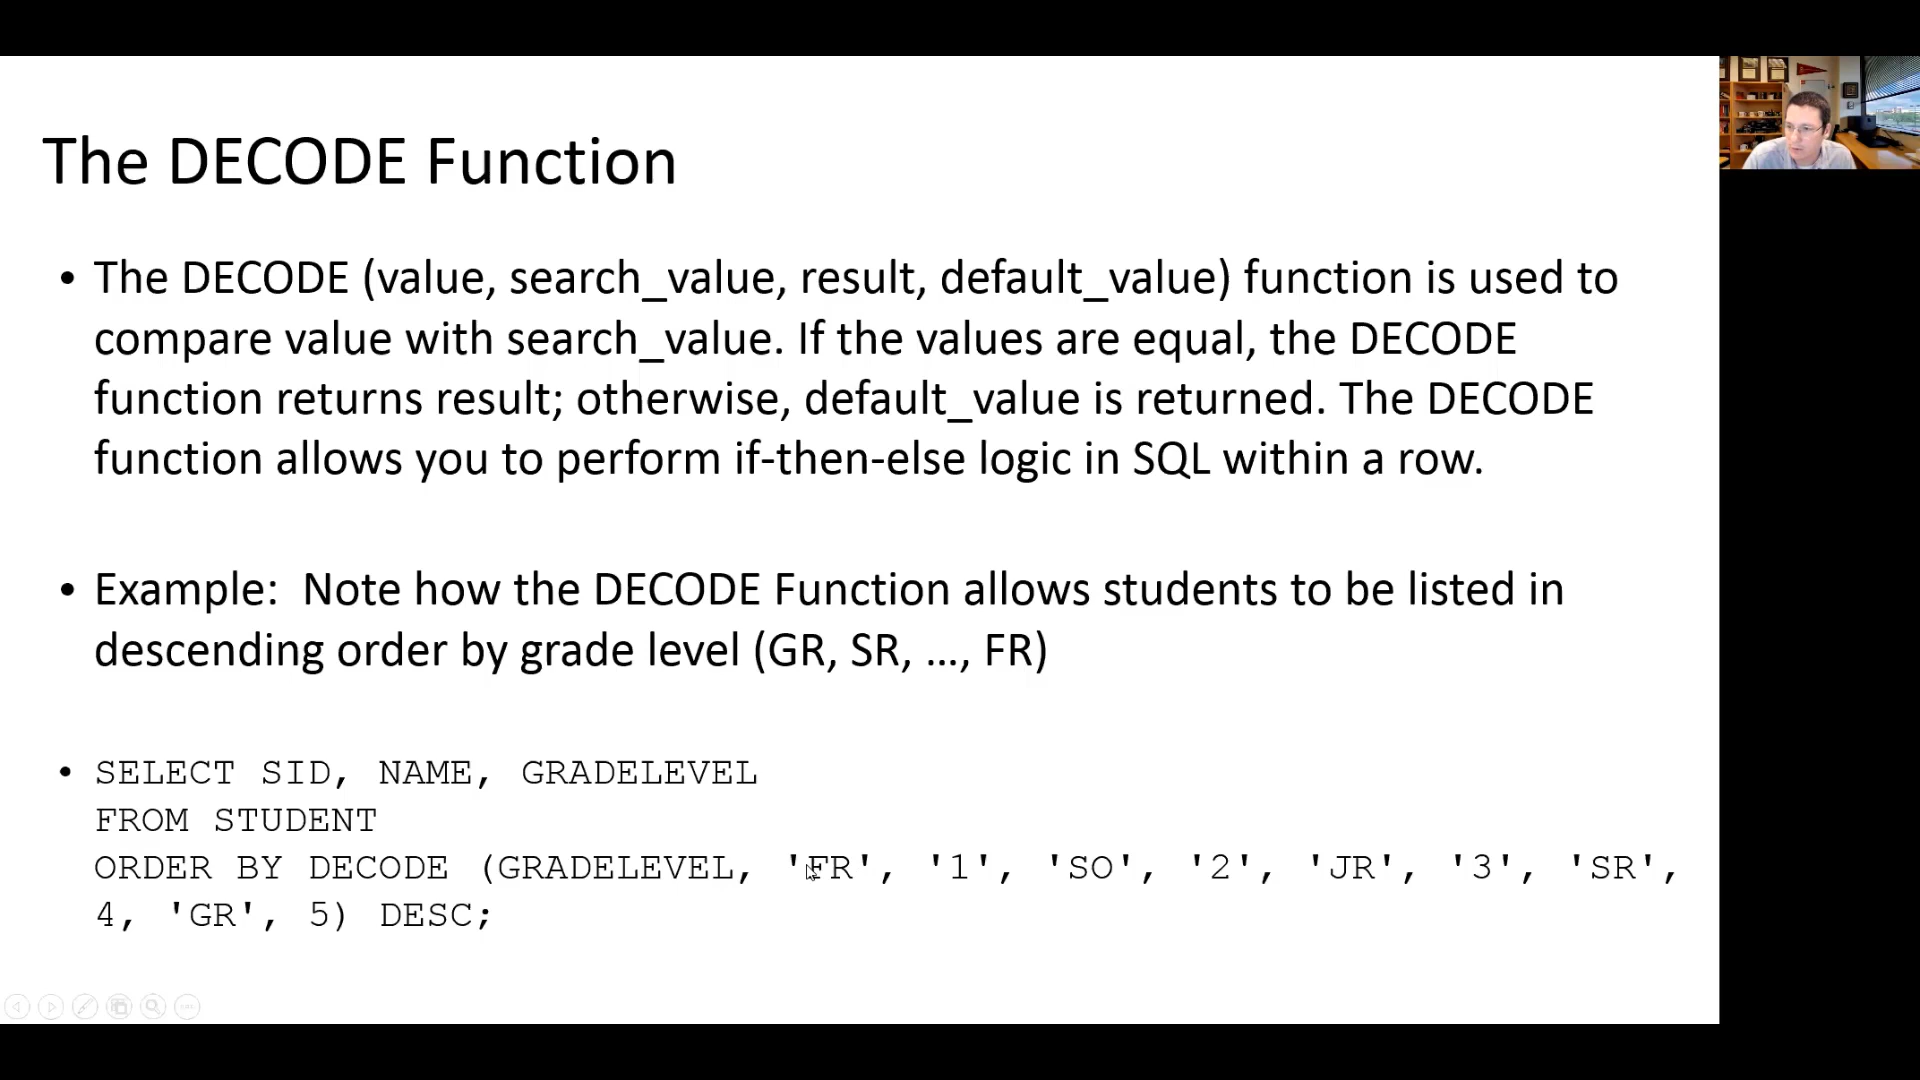 The DECODE Function
• The DECODE (value, search_value, result, default_value) function is used to
compare value with search_value. If the values are equal, the DECODE
function returns result; otherwise, default_value is returned. The DECODE
function allows you to perform if-then-else logic in SQL within a row.
• Example:  Note how the DECODE Function allows students to be listed in
descending order by grade level (GR, SR, …, FR)
• SELECT SID, NAME, GRADELEVEL
FROM STUDENT
ORDER BY DECODE (GRADELEVEL, 'FR', '1', 'SO', '2', 'JR', '3', 'SR',
4, 'GR', 5) DESC;